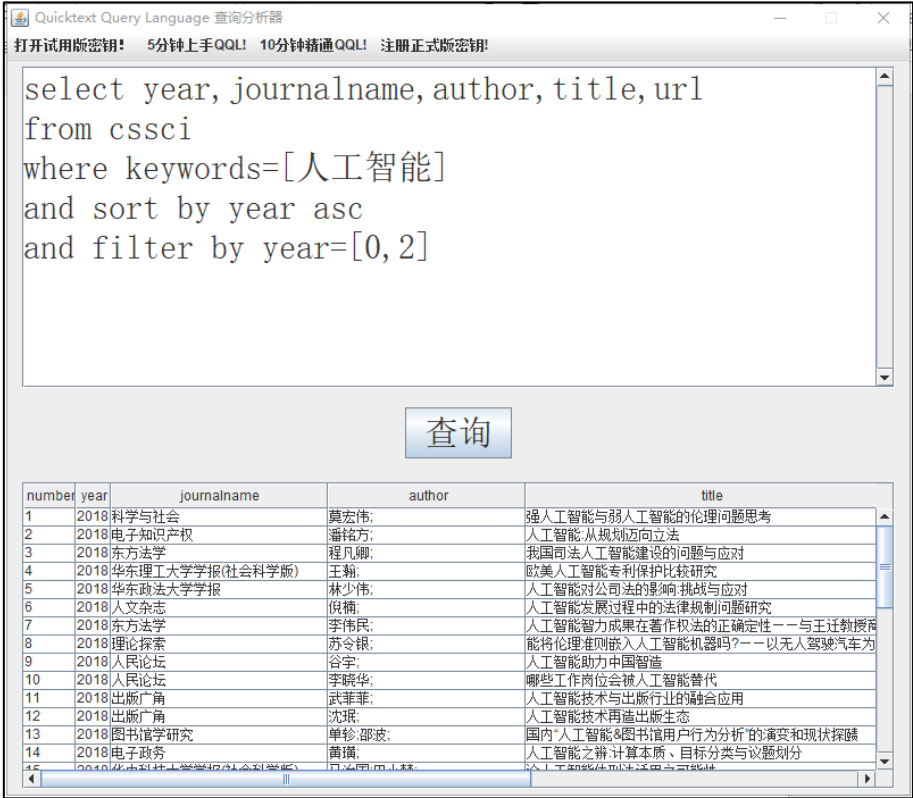 Quicktext Query Language 查询分析器
打开试用版密钥! 5分钟上手QQL! 10分钟精通QQL! 注册正式版密钥!
select year,journalname,author,title,url
from cssci
where keywords=[人工智能]
and sort by year asc
and filter by year=[0,2]
查询
number year journalname author title
1 2018 科学与社会 莫宏伟; 强人工智能与弱人工智能的伦理问题思考
2 2018 电子知识产权 潘铭方; 人工智能:从规划迈向立法
3 2018 东方法学 程凡卿; 我国司法人工智能建设的问题与应对
4 2018 华东理工大学学报(社会科学版) 王翰; 欧美人工智能专利保护比较研究
5 2018 华东政法大学学报 林少伟; 人工智能对公司法的影响:挑战与应对
6 2018 人文杂志 倪楠; 人工智能发展过程中的法律规制问题研究
7 2018 东方法学 李伟民; 人工智能智力成果在著作权法的正确定性——与王迁教授商
8 2018 理论探索 苏令银; 能将伦理准则嵌入人工智能机器吗?——以无人驾驶汽车为
9 2018 人民论坛 谷宇; 人工智能助力中国智造
10 2018 人民论坛 李晓华; 哪些工作岗位会被人工智能替代
11 2018 出版广角 武菲菲; 人工智能技术与出版行业的融合应用
12 2018 出版广角 沈珉; 人工智能技术再造出版生态
13 2018 图书馆学研究 单轸;邵波; 国内“人工智能&图书馆用户行为分析”的演变和现状探赜
14 2018 电子政务 黄璜; 人工智能之辨:计算本质、目标分类与议题划分
15 2018 华中科技大学学报(社会科学版)